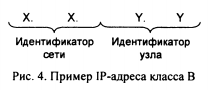 X. X. Y. Y
Идентификатор Идентификатор
сети узла
Рис. 4. Пример IP-адреса класса В